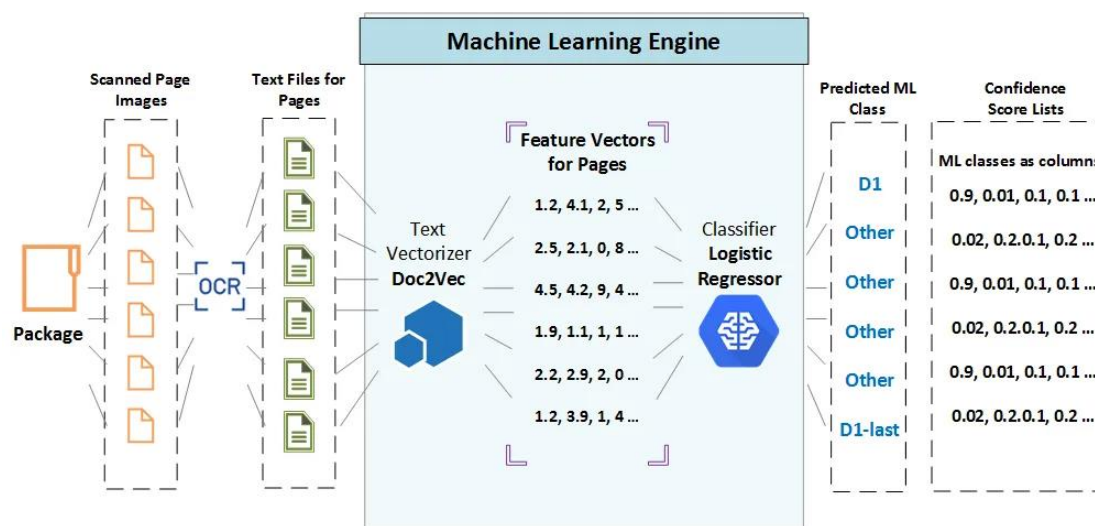 Machine Learning Engine
Scanned Page
Images
Text Files for
Pages
Predicted ML
Class
Confidence
Score Lists
Package
OCR
Text
Vectorizer
Doc2Vec
Feature Vectors
for Pages
1.2, 4.1, 2, 5 ...
2.5, 2.1, 0, 8 ...
4.5, 4.2, 9, 4 ...
1.9, 1.1, 1, 1 ...
2.2, 2.9, 2, 0 ...
1.2, 3.9, 1, 4 ...
Classifier
Logistic
Regressor
D1
Other
Other
Other
Other
D1-last
ML classes as columns
0.9, 0.01, 0.1, 0.1 ...
0.02, 0.2.0.1, 0.2 ...
0.9, 0.01, 0.1, 0.1 ...
0.02, 0.2.0.1, 0.2 ...
0.9, 0.01, 0.1, 0.1 ...
0.02, 0.2.0.1, 0.2 ...